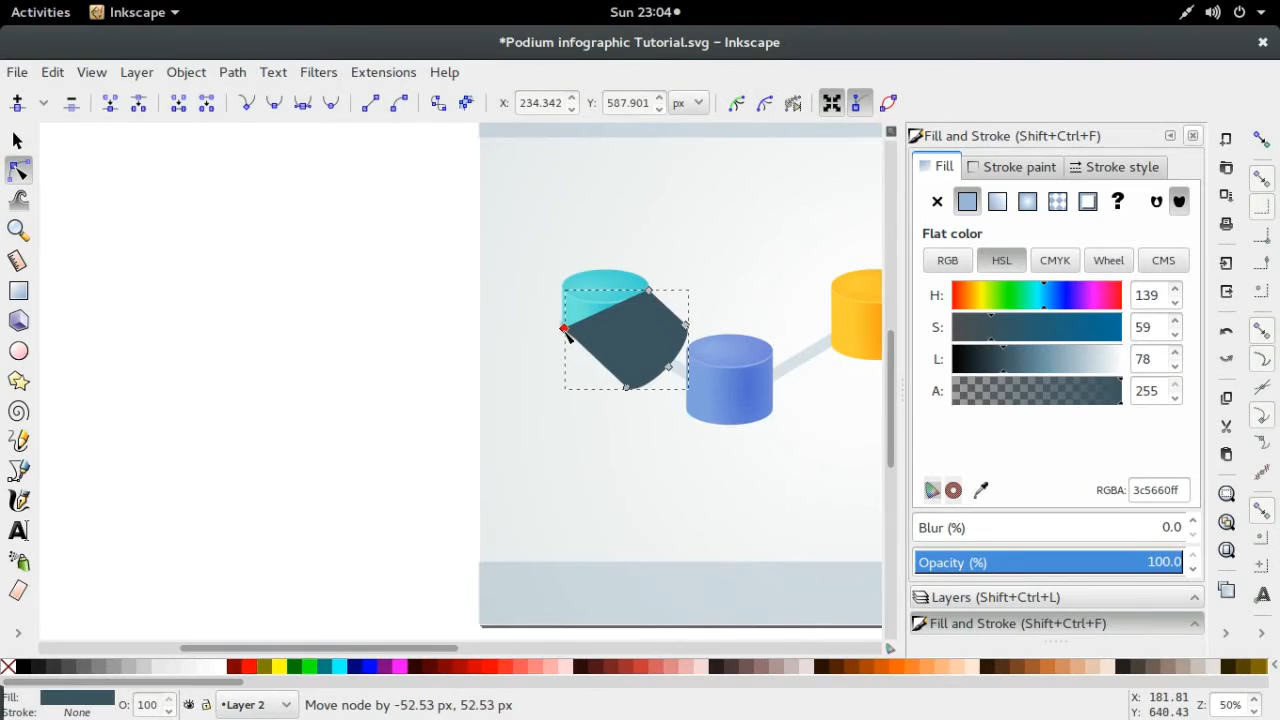 Activities Inkscape Sun 23:04
*Podium infographic Tutorial.svg - Inkscape
File Edit View Layer Object Path Text Filters Extensions Help
X: 234.342 Y: 587.901 px
Fill and Stroke (Shift+Ctrl+F)
Fill Stroke paint Stroke style
?
Flat color
RGB HSL CMYK Wheel CMS
H: 139
S: 59
L: 78
A: 255
RGBA: 3c5660ff
Blur (%) 0.0
Opacity (%) 100.0
Layers (Shift+Ctrl+L)
Fill and Stroke (Shift+Ctrl+F)
Fill:
Stroke: None
O: 100
•Layer 2
Move node by -52.53 px, 52.53 px
X: 181.81
Y: 640.43
Z: 50%